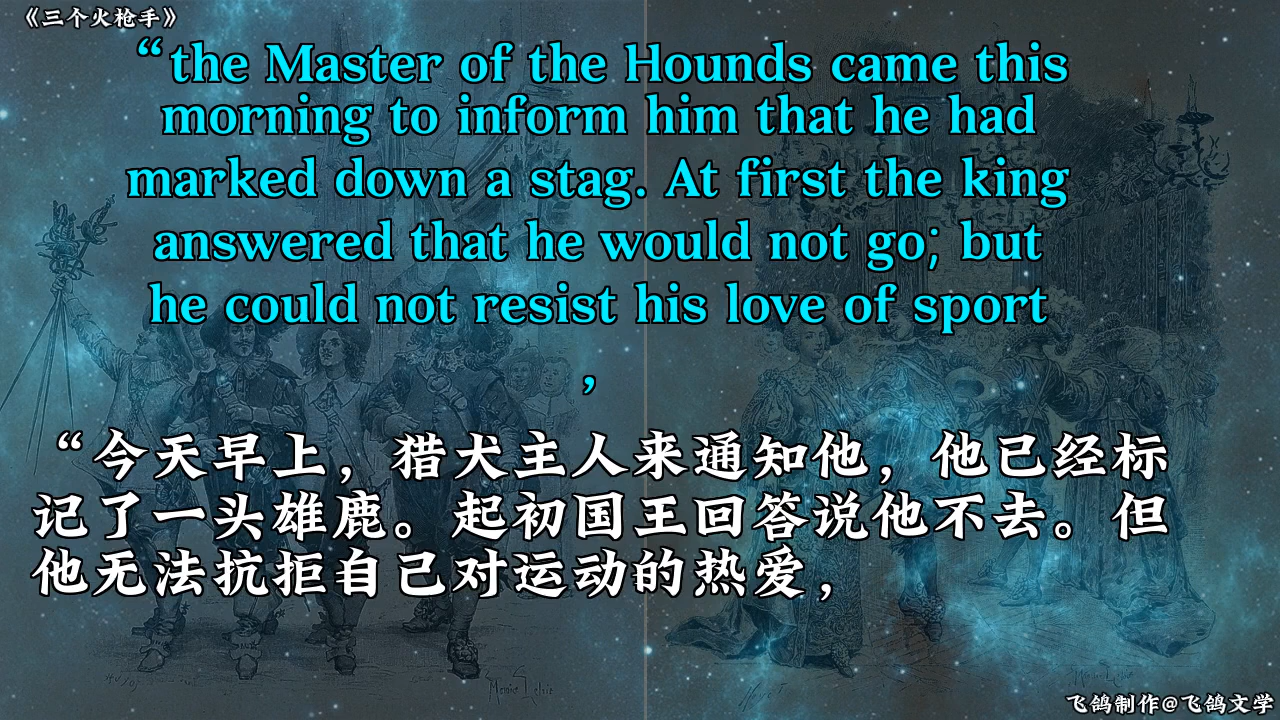 《三个火枪手》
“the Master of the Hounds came this
morning to inform him that he had
marked down a stag. At first the king
answered that he would not go; but
he could not resist his love of sport
,
“今天早上，猎犬主人来通知他，他已经标
记了一头雄鹿。起初国王回答说他不去。但
他无法抗拒自己对运动的热爱，
飞鸽制作@飞鸽文学